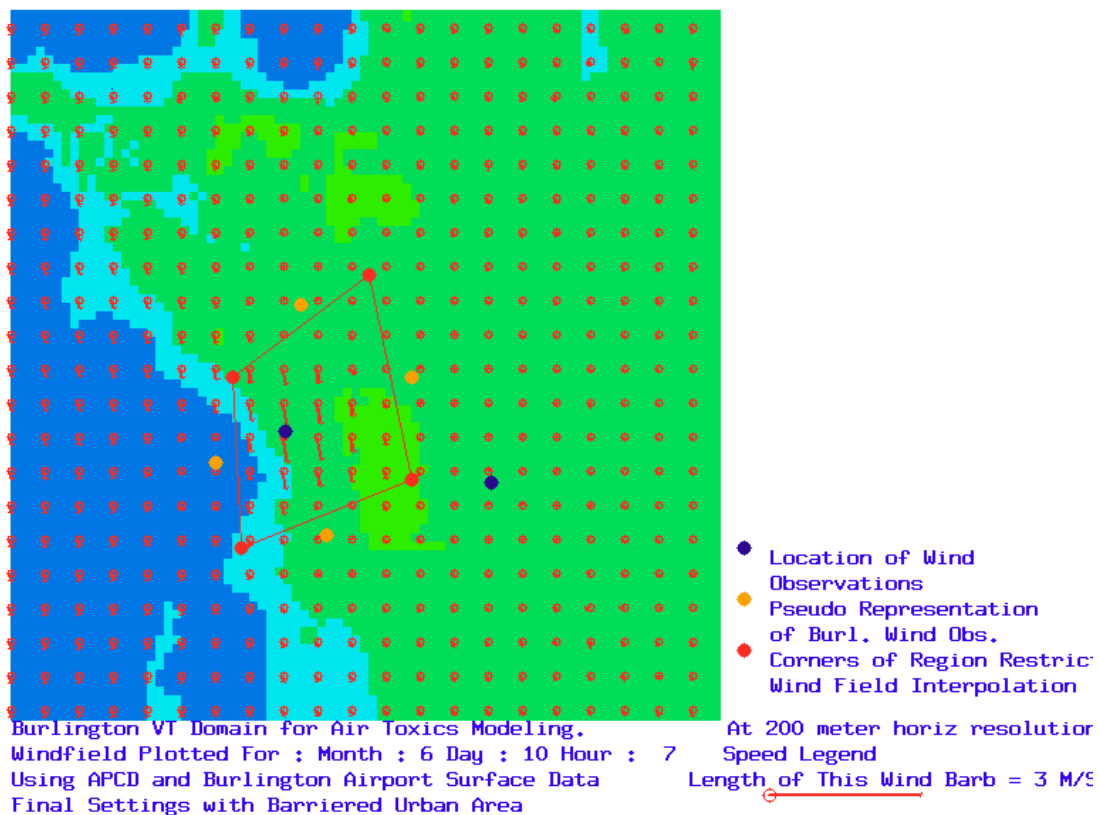 Location of Wind
Observations
Pseudo Representation
of Burl. Wind Obs.
Corners of Region Restrict
Wind Field Interpolation
Burlington VT Domain for Air Toxics Modeling. At 200 meter horiz resolution
Windfield Plotted For : Month : 6 Day : 10 Hour : 7 Speed Legend
Using APCD and Burlington Airport Surface Data Length of This Wind Barb = 3 M/S
Final Settings with Barriered Urban Area